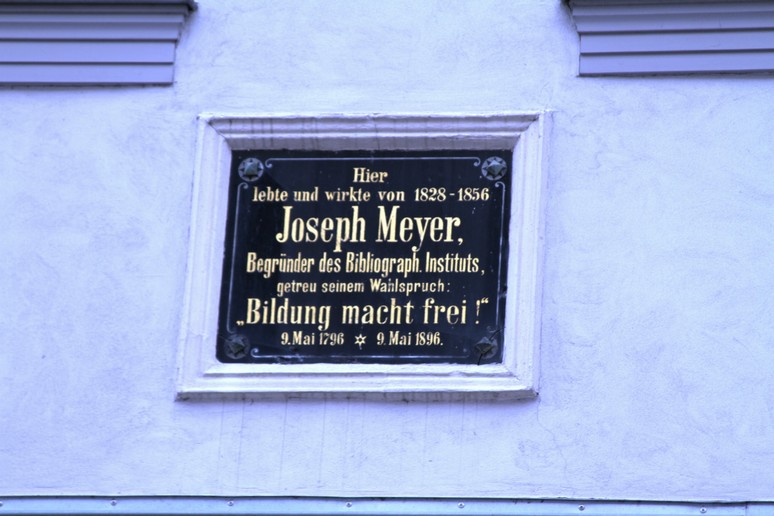 Hier
lebte und wirkte von 1828-1856
Joseph Meyer,
Begründer des Bibliograph. Instituts,
getreu seinem Wahlspruch:
„Bildung macht frei!“
9. Mai 1796 ✡ 9. Mai 1896.